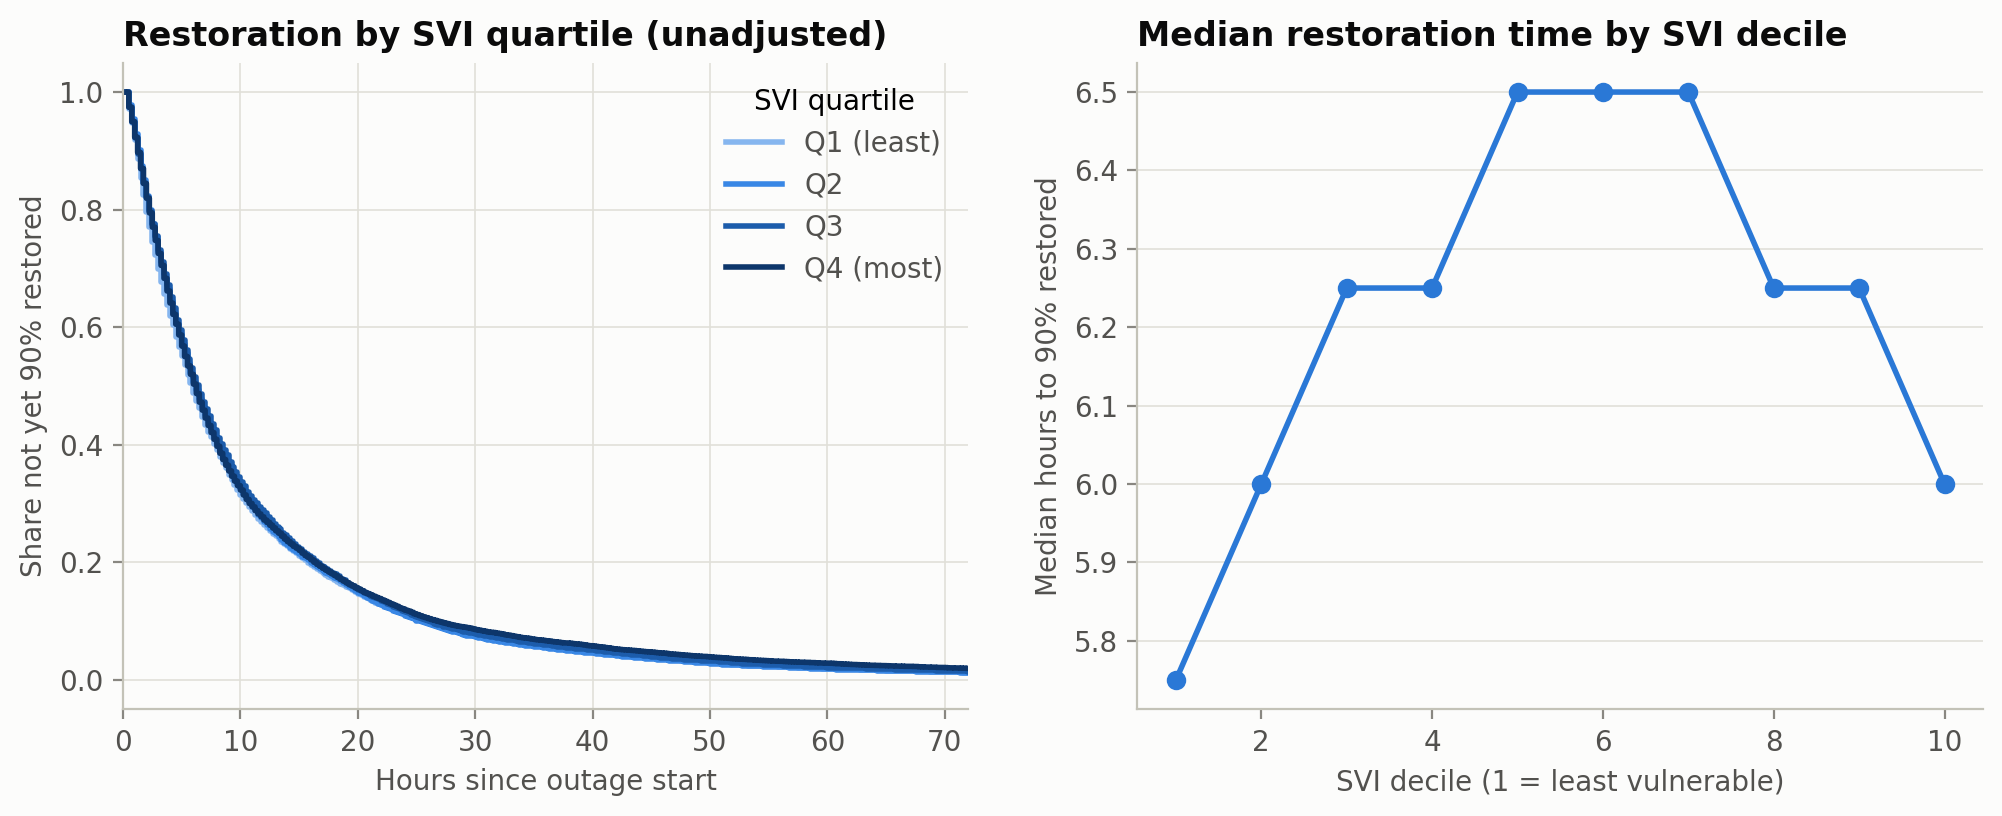 Restoration by SVI quartile (unadjusted)
Share not yet 90% restored
1.0
0.8
0.6
0.4
0.2
0.0
SVI quartile
Q1 (least)
Q2
Q3
Q4 (most)
0 10 20 30 40 50 60 70
Hours since outage start
Median restoration time by SVI decile
Median hours to 90% restored
6.5
6.4
6.3
6.2
6.1
6.0
5.9
5.8
2 4 6 8 10
SVI decile (1 = least vulnerable)